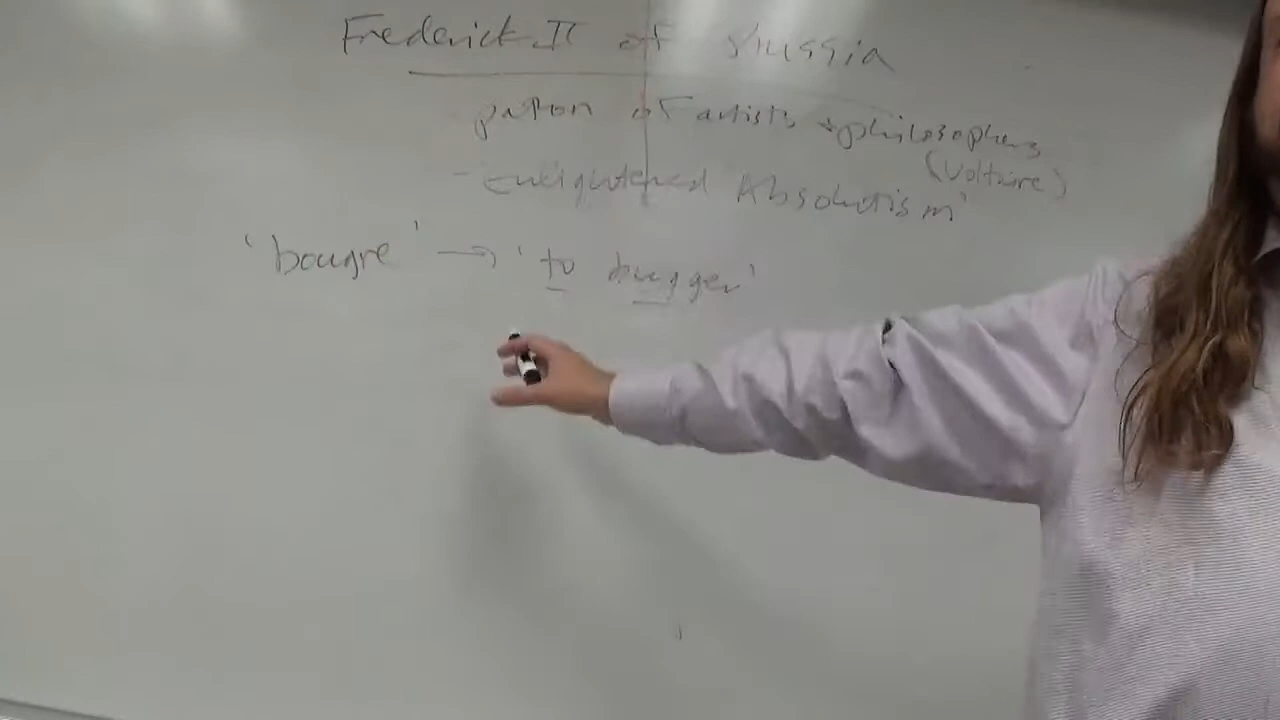 Frederick II of Prussia
patron of artists + philosophers
(Voltaire)
- Enlightened Absolutism'
'bougre' → 'to bugger'